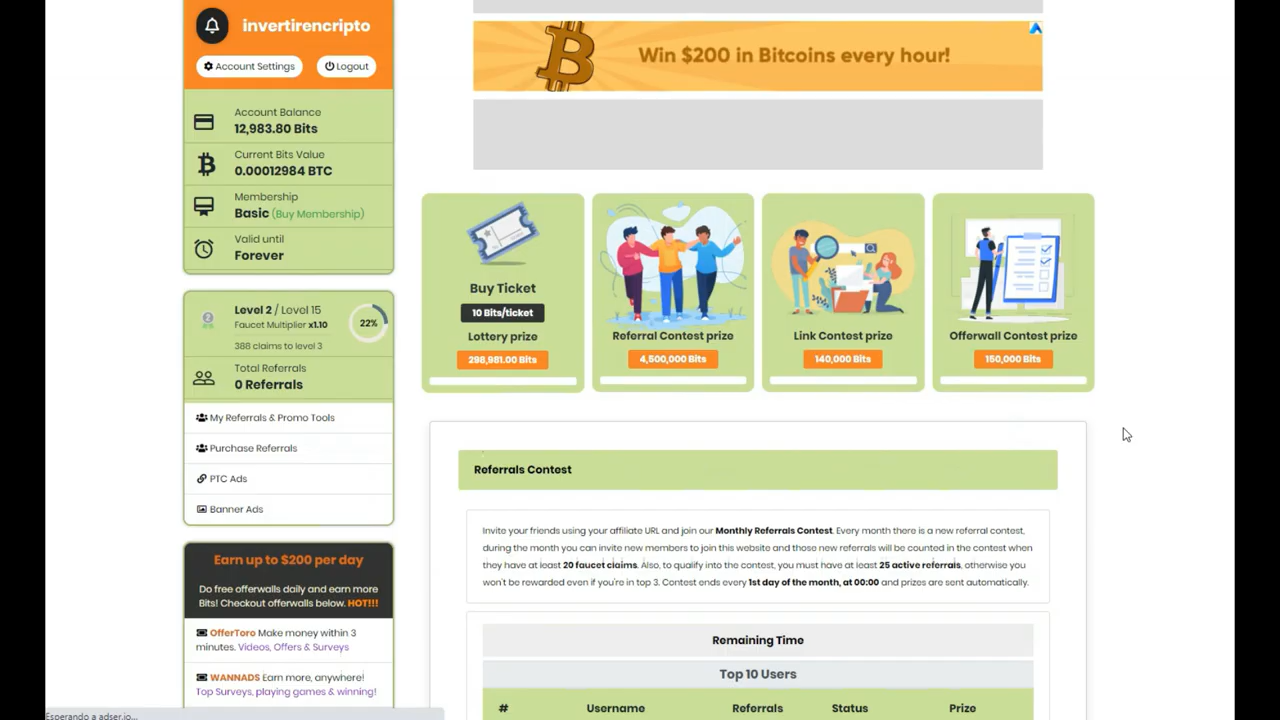 invertirencripto
Account Settings
Logout
Account Balance
12,983.80 Bits
Current Bits Value
0.00012984 BTC
Membership
Basic (Buy Membership)
Valid until
Forever
Level 2 / Level 15
Faucet Multiplier x1.10
22%
388 claims to level 3
Total Referrals
0 Referrals
My Referrals & Promo Tools
Purchase Referrals
PTC Ads
Banner Ads
Earn up to $200 per day
Do free offerwalls daily and earn more
Bits! Checkout offerwalls below. HOT!!!
OfferToro Make money within 3
minutes, Videos, Offers & Surveys
WANNADS Earn more, anywhere!
Top Surveys, playing games & winning!
Win $200 in Bitcoins every hour!
Buy Ticket
10 Bits/ticket
Lottery prize
298,981.00 Bits
Referral Contest prize
4,500,000 Bits
Link Contest prize
140,000 Bits
Offerwall Contest prize
150,000 Bits
Referrals Contest
Invite your friends using your affiliate URL and join our Monthly Referrals Contest. Every month there is a new referral contest,
during the month you can invite new members to join this website and those new referrals will be counted in the contest when
they have at least 20 faucet claims. Also, to qualify into the contest, you must have at least 25 active referrals, otherwise you
won't be rewarded even if you're in top 3. Contest ends every 1st day of the month, at 00:00 and prizes are sent automatically.
Remaining Time
Top 10 Users
# Username Referrals Status Prize
Esperando a adser.io...